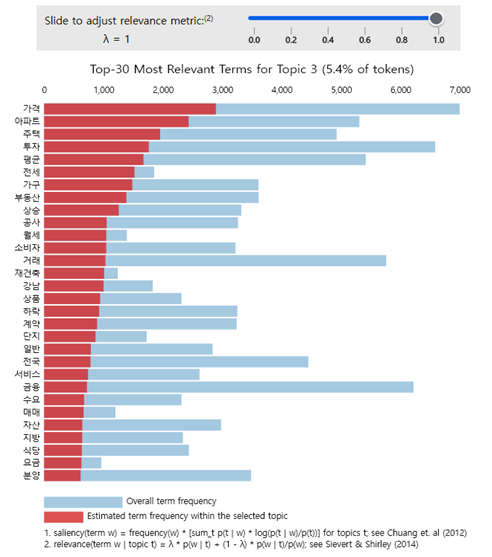 Slide to adjust relevance metric:(2)
λ = 1
0.0 0.2 0.4 0.6 0.8 1.0
Top-30 Most Relevant Terms for Topic 3 (5.4% of tokens)
0 1,000 2,000 3,000 4,000 5,000 6,000 7,000
가격
아파트
주택
투자
평균
전세
가구
부동산
상승
공사
월세
소비자
거래
재건축
강남
상품
하락
계약
단지
일반
전국
서비스
금융
수요
매매
자산
지방
식당
요금
분양
Overall term frequency
Estimated term frequency within the selected topic
1. saliency(term w) = frequency(w) * [sum_t p(t | w) * log(p(t | w)/p(t))] for topics t; see Chuang et. al (2012)
2. relevance(term w | topic t) = λ * p(w | t) + (1 - λ) * p(w | t)/p(w); see Sievert & Shirley (2014)